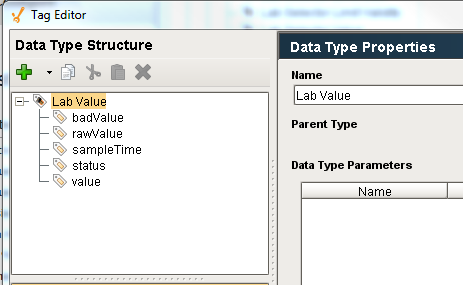 Tag Editor
Data Type Structure
Lab Value
badValue
rawValue
sampleTime
status
value
Data Type Properties
Name
Lab Value
Parent Type
Data Type Parameters
Name